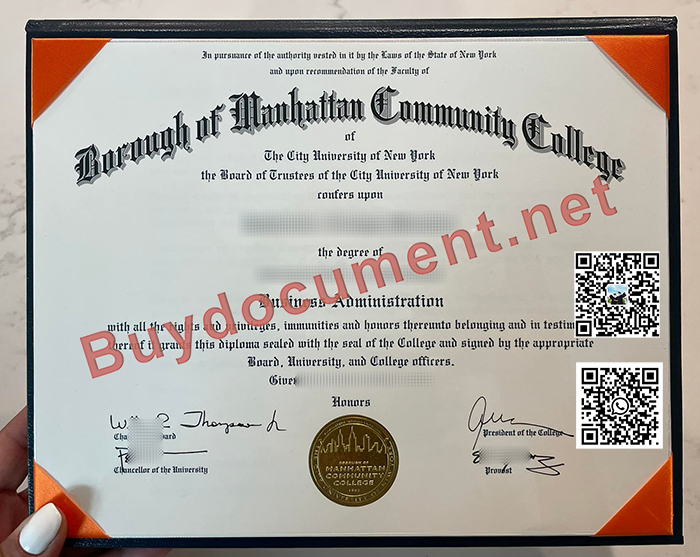 In pursuance of the authority vested in it by the Laws of the State of New York
and upon recommendation of the Faculty of
Borough of Manhattan Community College
of
The City University of New York
the Board of Trustees of the City University of New York
confers upon
the degree of
Business Administration
with all the rights and privileges, immunities and honors thereunto belonging and in
hereof it grants this diploma sealed with the seal of the College and signed by the appropriate
Board, University, and College officers.
Honors
Buydocument.net
Chancellor of the University
President of the College
Provost
BOROUGH OF
MANHATTAN
COMMUNITY
COLLEGE